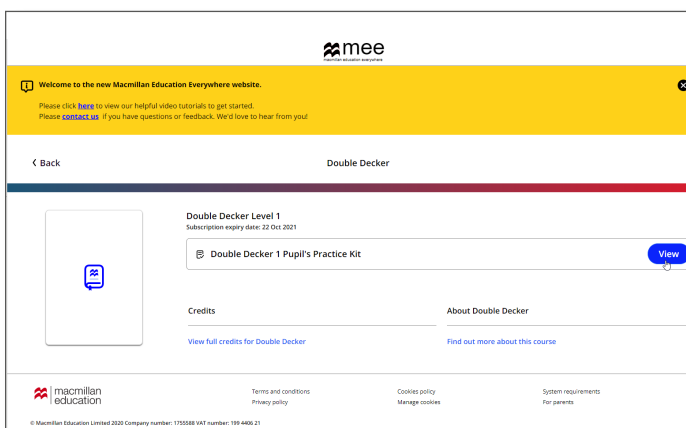 mee
macmillan education everywhere
Welcome to the new Macmillan Education Everywhere website.
Please click here to view our helpful video tutorials to get started.
Please contact us if you have questions or feedback. We'd love to hear from you!
Back
Double Decker
Double Decker Level 1
Subscription expiry date: 22 Oct 2021
Double Decker 1 Pupil's Practice Kit
View
Credits
About Double Decker
View full credits for Double Decker
Find out more about this course
macmillan
education
Terms and conditions
Cookies policy
System requirements
Privacy policy
Manage cookies
For parents
© Macmillan Education Limited 2020 Company number: 1755588 VAT number: 199 4406 21